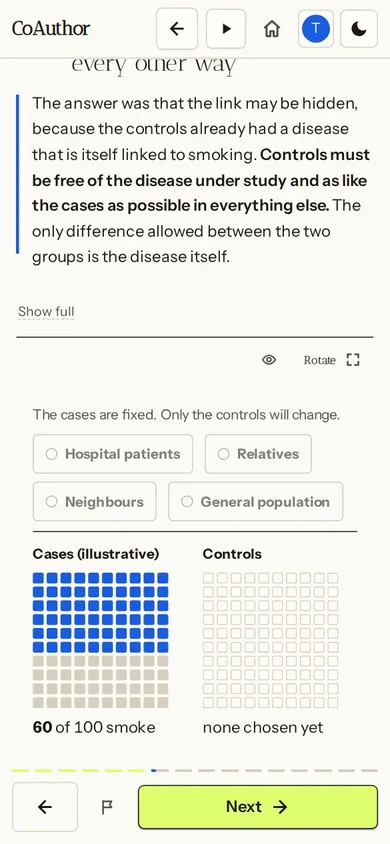 CoAuthor
T
every other way
The answer was that the link may be hidden,
because the controls already had a disease
that is itself linked to smoking. Controls must
be free of the disease under study and as like
the cases as possible in everything else. The
only difference allowed between the two
groups is the disease itself.
Show full
Rotate
The cases are fixed. Only the controls will change.
Hospital patients
Relatives
Neighbours
General population
Cases (illustrative)
Controls
60 of 100 smoke
none chosen yet
Next